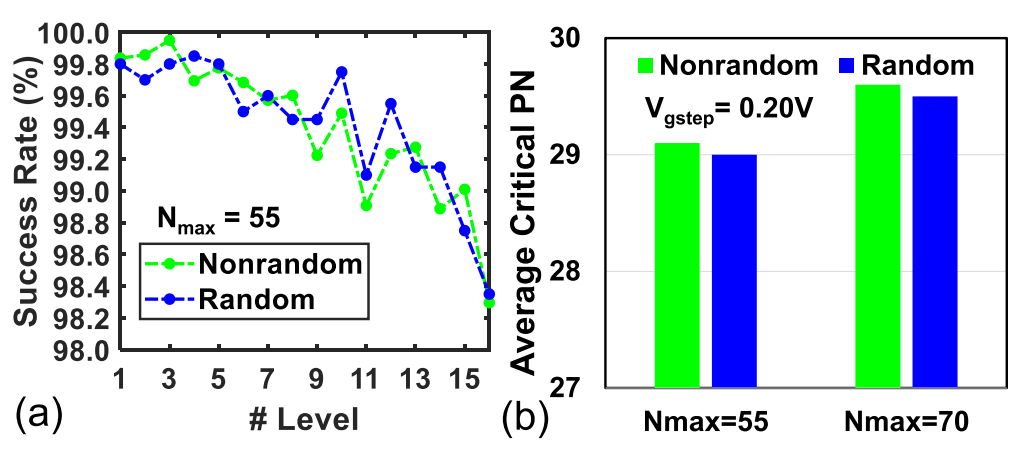 100.0
99.8
99.6
99.4
99.2
99.0
98.8
98.6
98.4
98.2
98.0
Success Rate (%)
Nmax = 55
Nonrandom
Random
1 3 5 7 9 11 13 15
# Level
(a)
30
29
28
27
Average Critical PN
Nonrandom Random
Vgstep= 0.20V
Nmax=55 Nmax=70
(b)